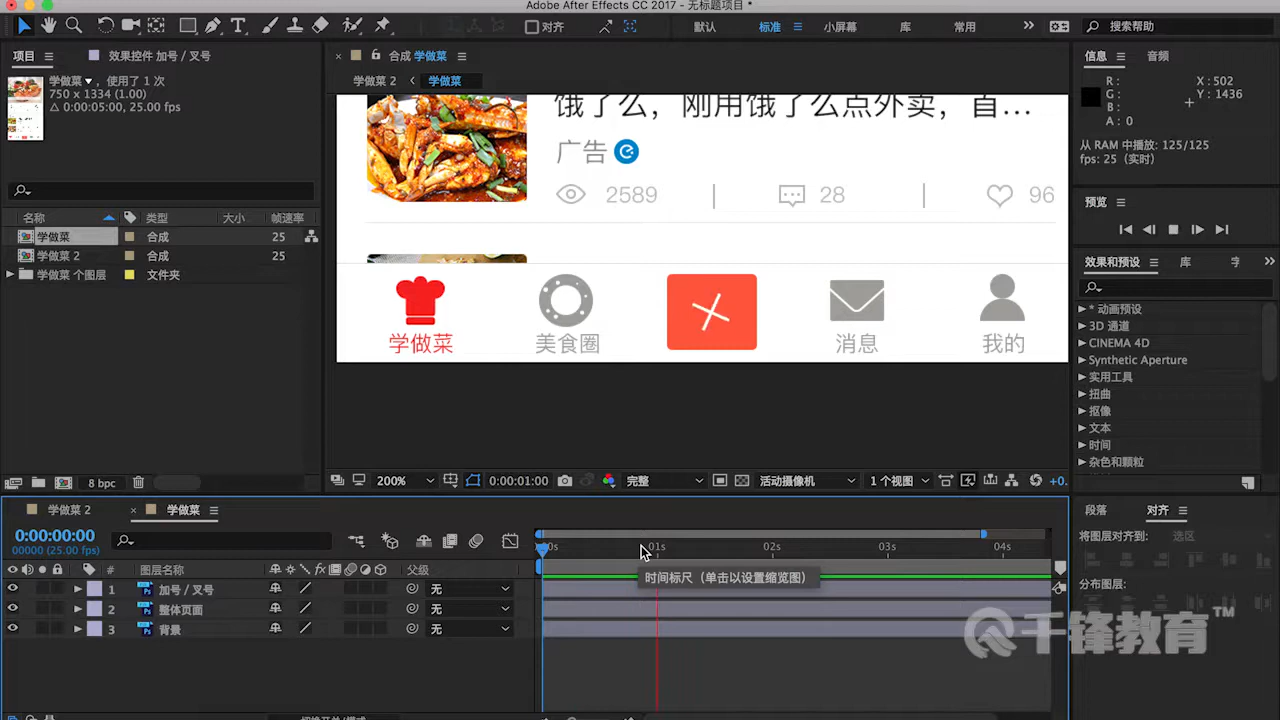 Adobe After Effects CC 2017 - 无标题项目 *
对齐
默认
标准
小屏幕
库
常用
搜索帮助
项目
效果控件 加号 / 叉号
学做菜▼, 使用了 1 次
750 x 1334 (1.00)
△ 0:00:05:00, 25.00 fps
名称
类型
大小
帧速率
学做菜
合成
25
学做菜 2
合成
25
学做菜 个图层
文件夹
8 bpc
合成 学做菜
学做菜 2
学做菜
饿了么，刚用饿了么点外卖，自...
广告
2589
28
96
学做菜
美食圈
消息
我的
200%
0:00:01:00
完整
活动摄像机
1 个视图
+0.
信息
音频
R :
G :
B :
A : 0
X : 502
Y : 1436
从 RAM 中播放: 125/125
fps: 25 (实时)
预览
效果和预设
库
字
* 动画预设
3D 通道
CINEMA 4D
Synthetic Aperture
实用工具
扭曲
抠像
文本
时间
杂色和颗粒
学做菜 2
学做菜
0:00:00:00
00000 (25.00 fps)
#
图层名称
父级
1
加号 / 叉号
无
2
整体页面
无
3
背景
无
0s
01s
02s
03s
04s
时间标尺（单击以设置缩览图）
段落
对齐
将图层对齐到:
选区
分布图层:
千锋教育™